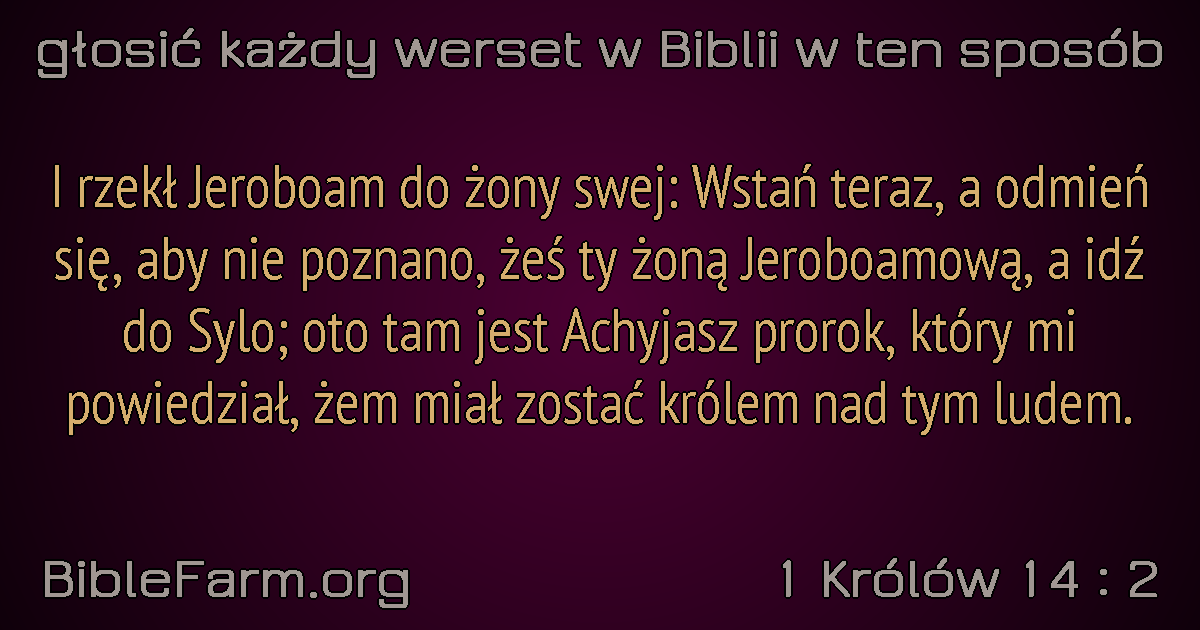 głosić każdy werset w Biblii w ten sposób
I rzekł Jeroboam do żony swej: Wstań teraz, a odmień
się, aby nie poznano, żeś ty żoną Jeroboamową, a idź
do Sylo; oto tam jest Achyjasz prorok, który mi
powiedział, żem miał zostać królem nad tym ludem.
BibleFarm.org
1 Królów 14 : 2